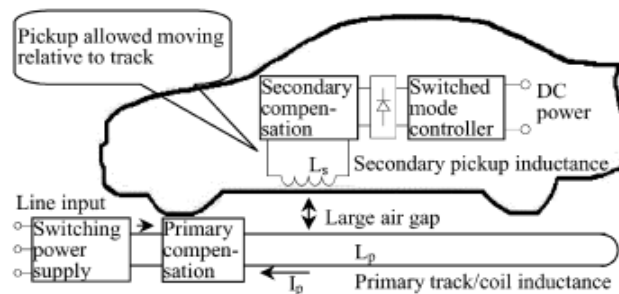 Pickup allowed moving
relative to track
Secondary
compen-
sation
Switched
mode
controller
DC
power
Ls
Secondary pickup inductance
Line input
Large air gap
Switching
power
supply
Primary
compen-
sation
Lp
Ip
Primary track/coil inductance